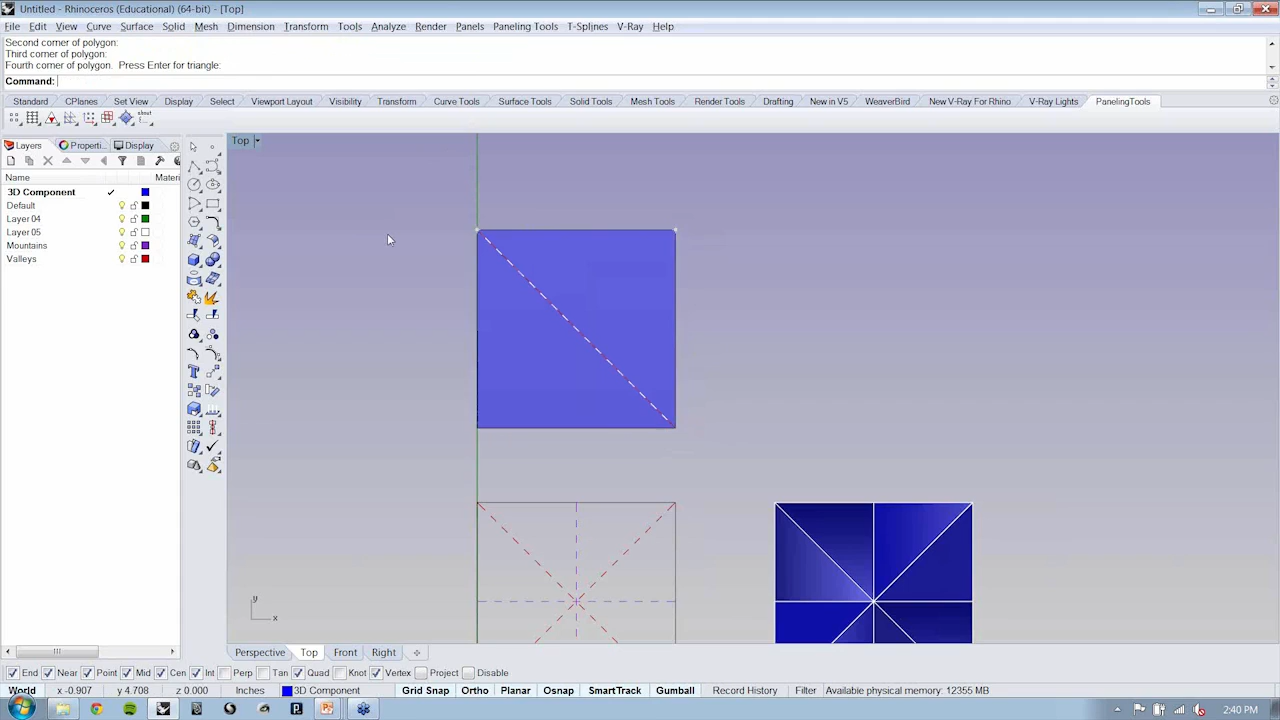 Untitled - Rhinoceros (Educational) (64-bit) - [Top]
File Edit View Curve Surface Solid Mesh Dimension Transform Tools Analyze Render Panels Paneling Tools T-Splines V-Ray Help
Second corner of polygon:
Third corner of polygon:
Fourth corner of polygon. Press Enter for triangle:
Command:
Standard CPlanes Set View Display Select Viewport Layout Visibility Transform Curve Tools Surface Tools Solid Tools Mesh Tools Render Tools Drafting New in V5 WeaverBird New V-Ray For Rhino V-Ray Lights PanelingTools
about
Layers Properti... Display
Top
Name Materi
3D Component
Default
Layer 04
Layer 05
Mountains
Valleys
y
x
Perspective Top Front Right
End Near Point Mid Cen Int Perp Tan Quad Knot Vertex Project Disable
World x -0.907 y 4.708 z 0.000 Inches 3D Component Grid Snap Ortho Planar Osnap SmartTrack Gumball Record History Filter Available physical memory: 12355 MB
2:40 PM